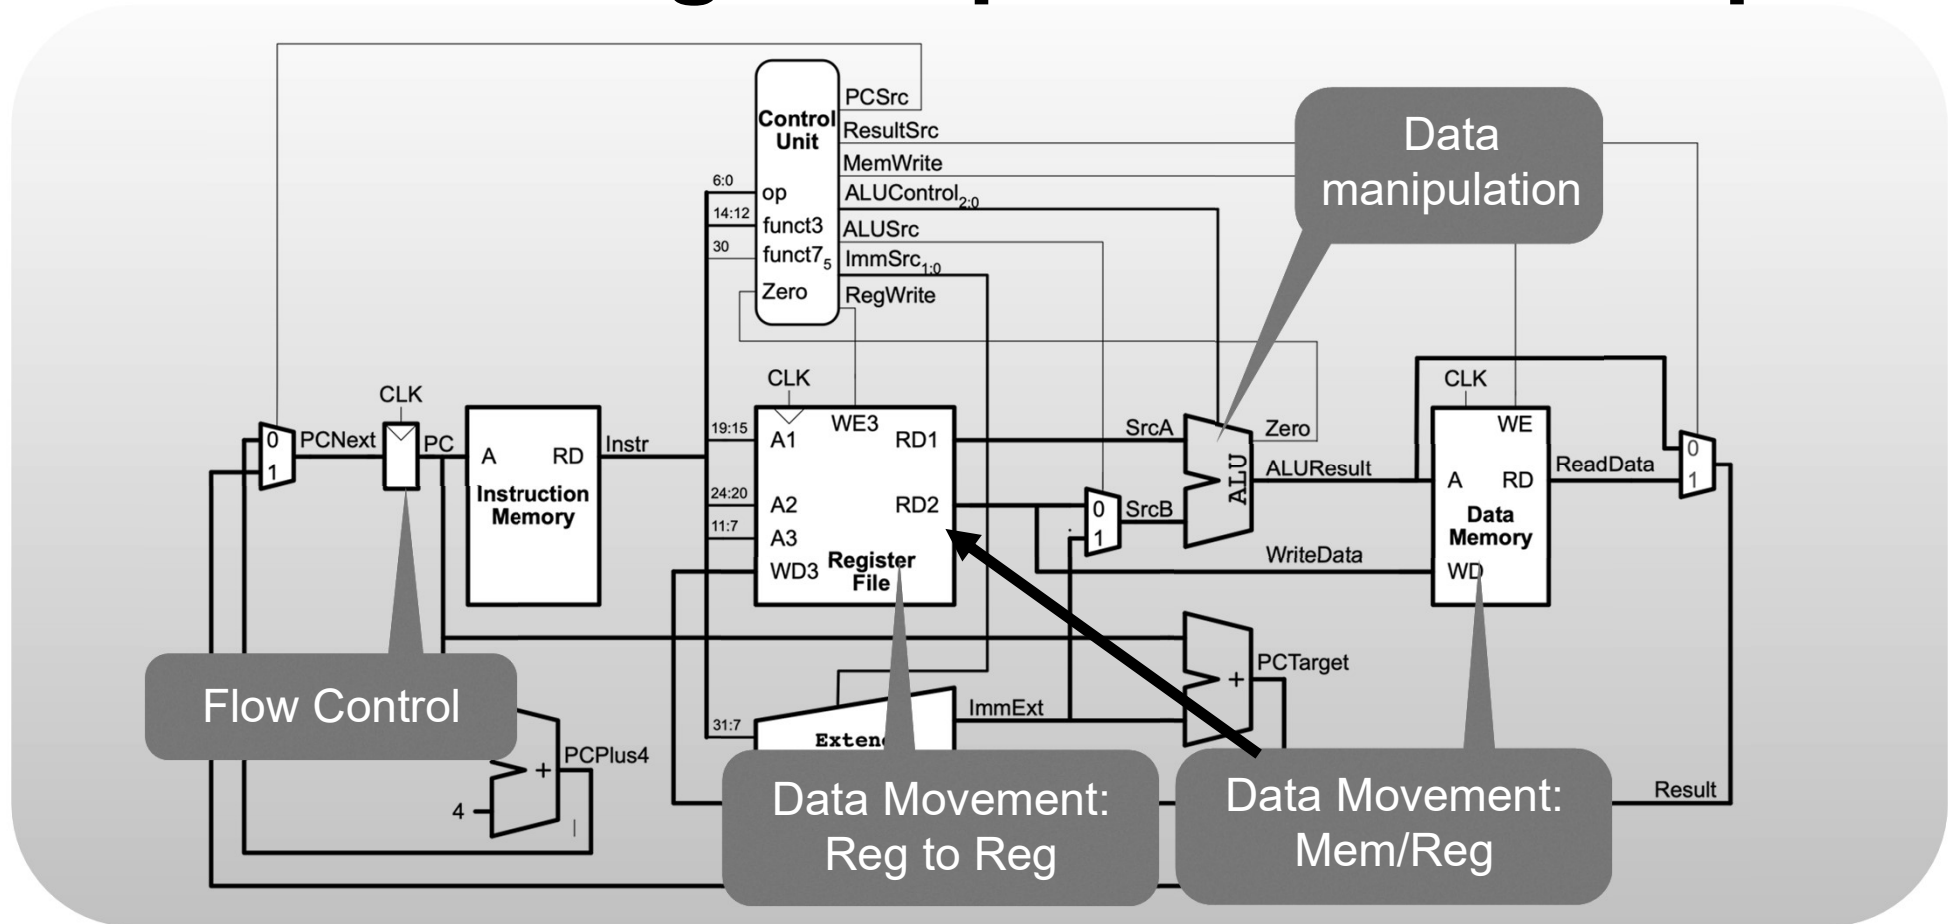 PCSrc
Control
Unit
ResultSrc
MemWrite
ALUControl2:0
ALUSrc
ImmSrc1:0
RegWrite
6:0
op
14:12
funct3
30
funct75
Zero
Data
manipulation
CLK
0
1
PCNext
PC
A
RD
Instruction
Memory
Instr
CLK
WE3
19:15
A1
RD1
24:20
A2
RD2
11:7
A3
WD3
Register
File
SrcA
0
1
SrcB
ALU
Zero
ALUResult
WriteData
CLK
WE
A
RD
Data
Memory
WD
ReadData
0
1
+
PCTarget
ImmExt
31:7
Flow Control
+
PCPlus4
4
Data Movement:
Reg to Reg
Data Movement:
Mem/Reg
Result